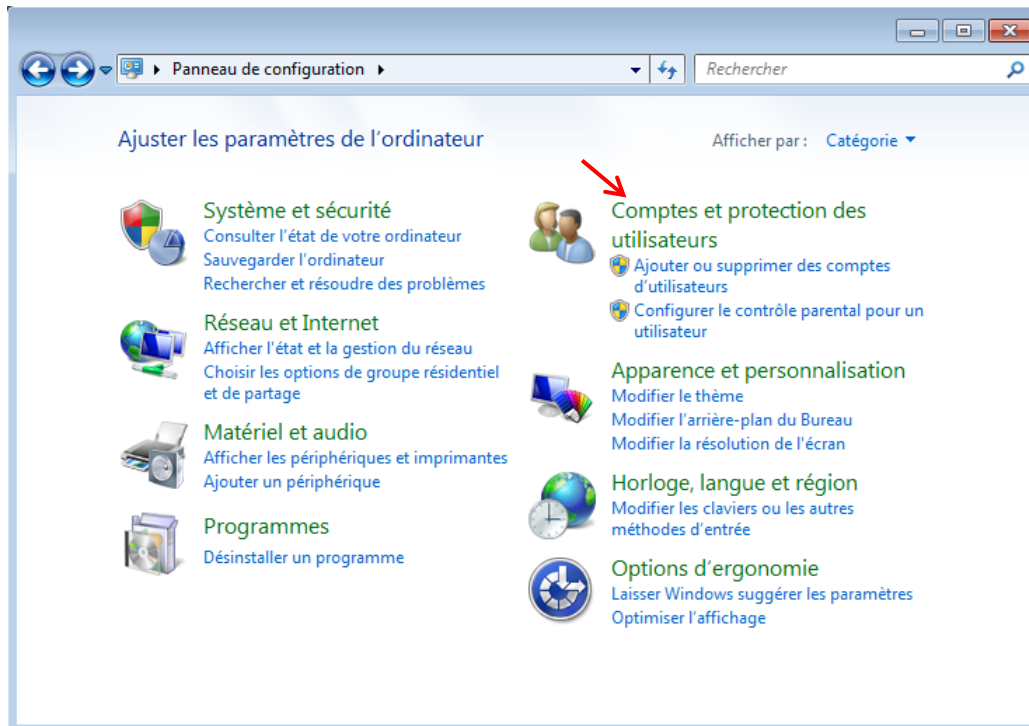 Panneau de configuration
Rechercher
Ajuster les paramètres de l'ordinateur
Afficher par : Catégorie
Système et sécurité
Consulter l'état de votre ordinateur
Sauvegarder l'ordinateur
Rechercher et résoudre des problèmes
Réseau et Internet
Afficher l'état et la gestion du réseau
Choisir les options de groupe résidentiel
et de partage
Matériel et audio
Afficher les périphériques et imprimantes
Ajouter un périphérique
Programmes
Désinstaller un programme
Comptes et protection des
utilisateurs
Ajouter ou supprimer des comptes
d'utilisateurs
Configurer le contrôle parental pour un
utilisateur
Apparence et personnalisation
Modifier le thème
Modifier l'arrière-plan du Bureau
Modifier la résolution de l'écran
Horloge, langue et région
Modifier les claviers ou les autres
méthodes d'entrée
Options d'ergonomie
Laisser Windows suggérer les paramètres
Optimiser l'affichage